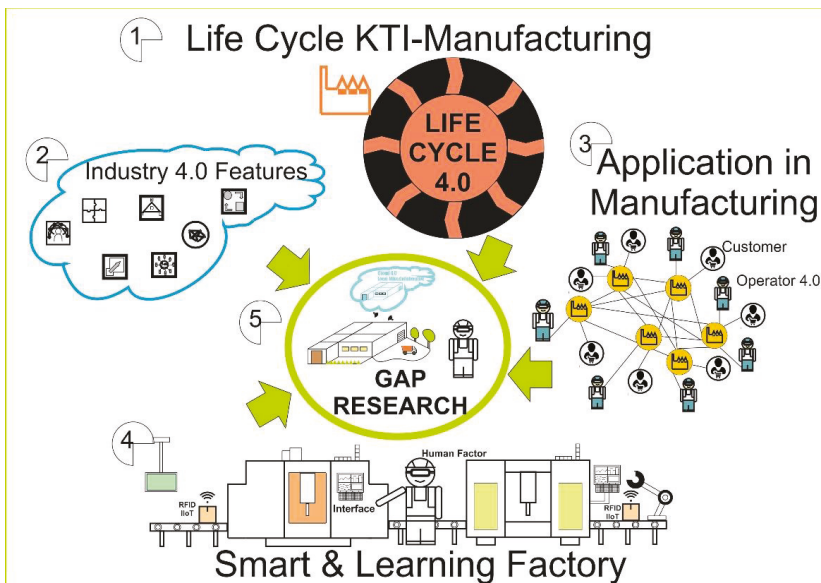 1
Life Cycle KTI-Manufacturing
LIFE
CYCLE
4.0
2
Industry 4.0 Features
3
Application in
Manufacturing
Customer
Operator 4.0
5
GAP
RESEARCH
4
Human Factor
RFID
IIoT
Interface
RFID
IIoT
Smart & Learning Factory